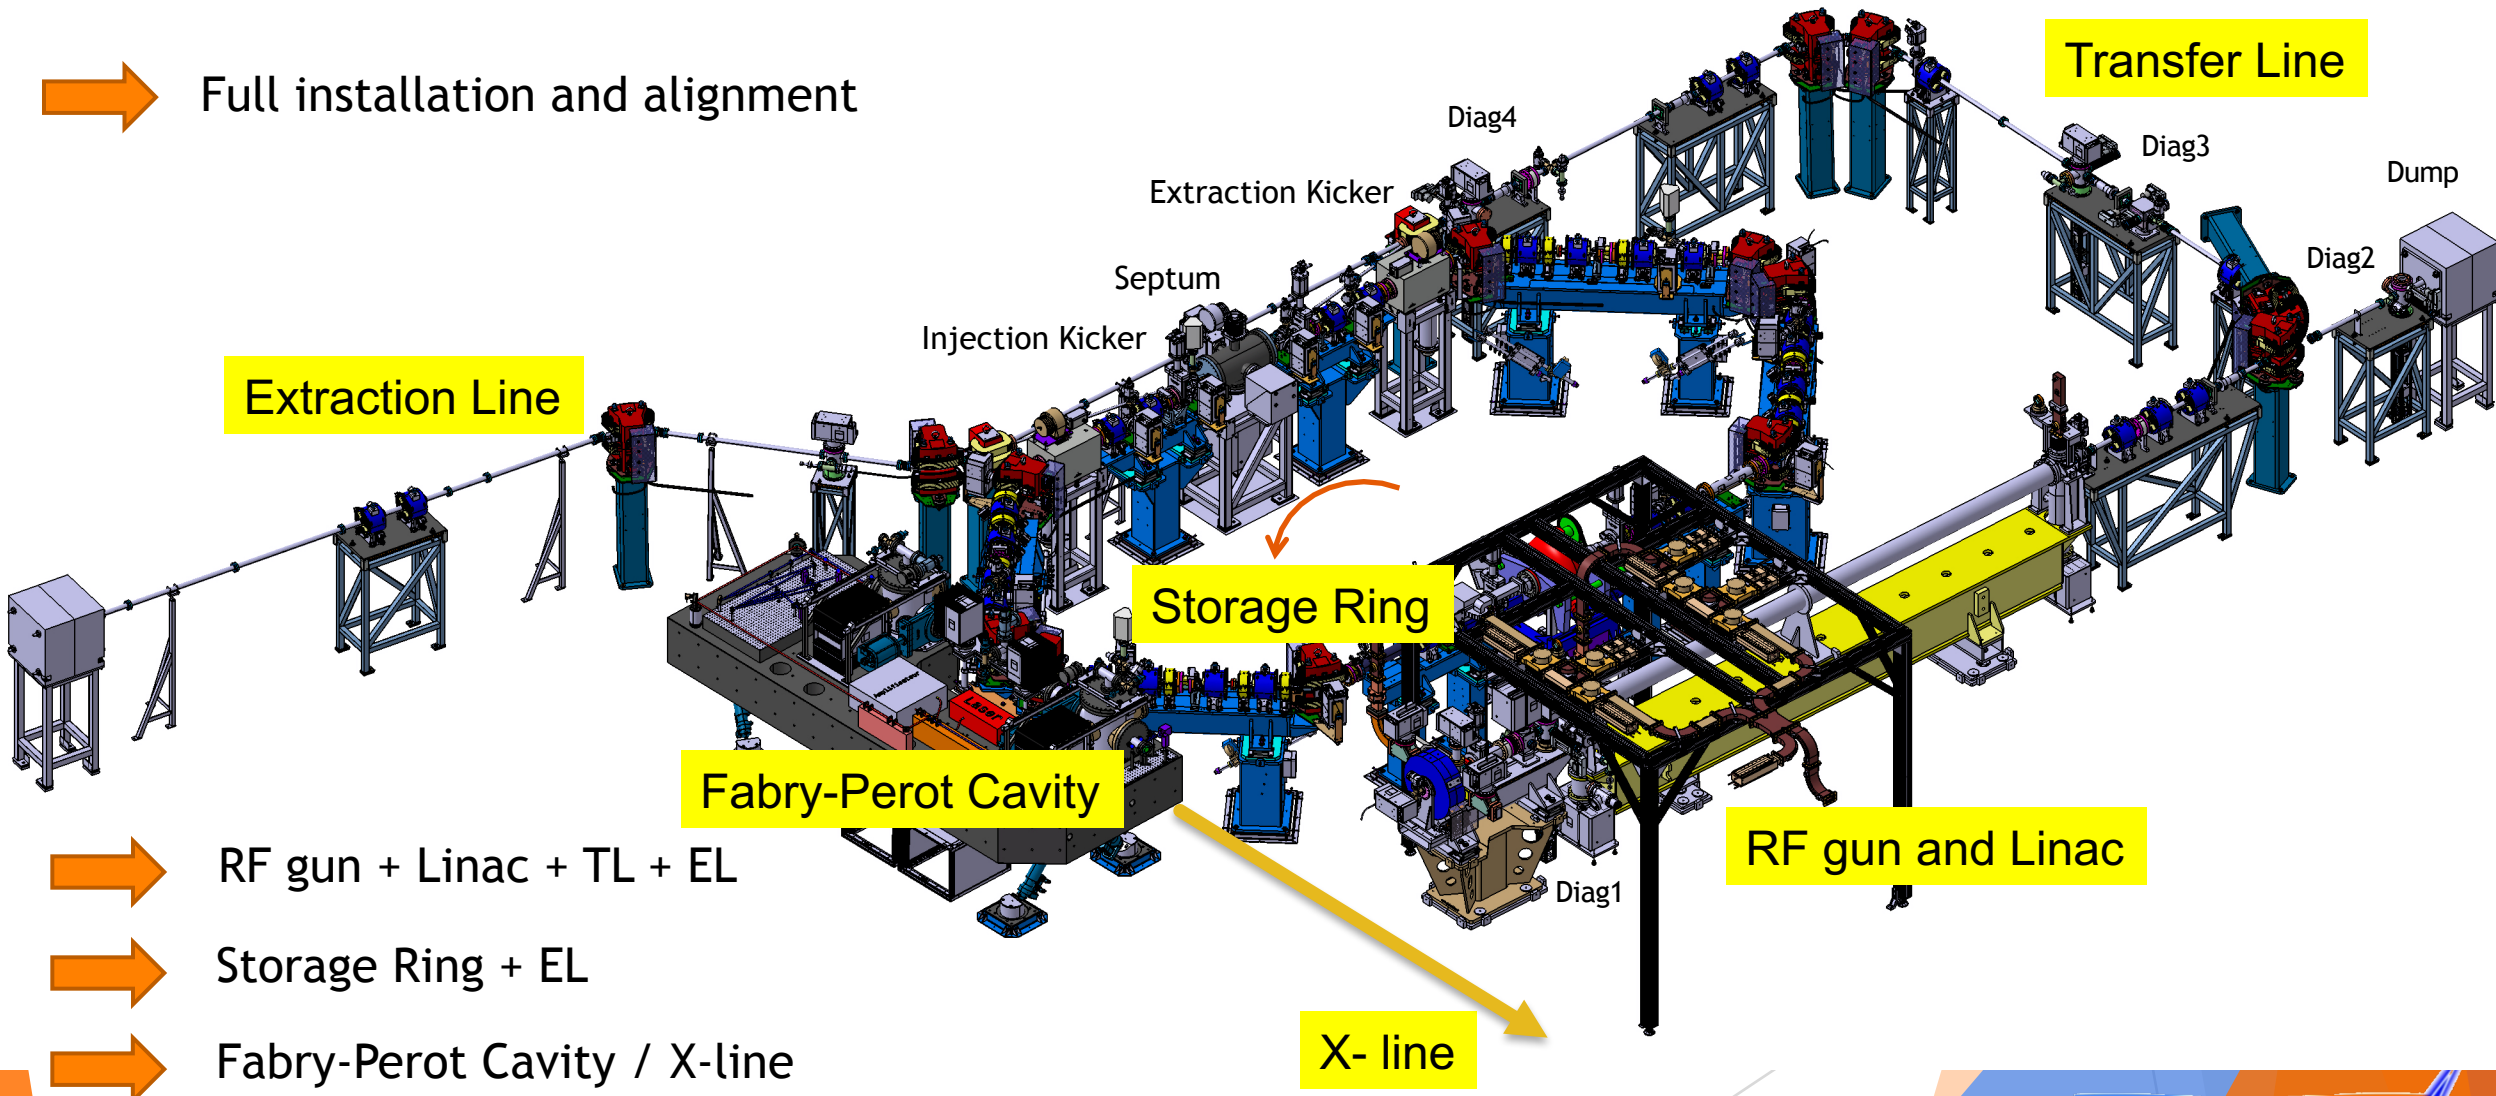 Full installation and alignment
Transfer Line
Diag4
Diag3
Dump
Extraction Kicker
Diag2
Septum
Injection Kicker
Extraction Line
Storage Ring
Amplificateur
Laser
Fabry-Perot Cavity
RF gun and Linac
Diag1
RF gun + Linac + TL + EL
Storage Ring + EL
X- line
Fabry-Perot Cavity / X-line